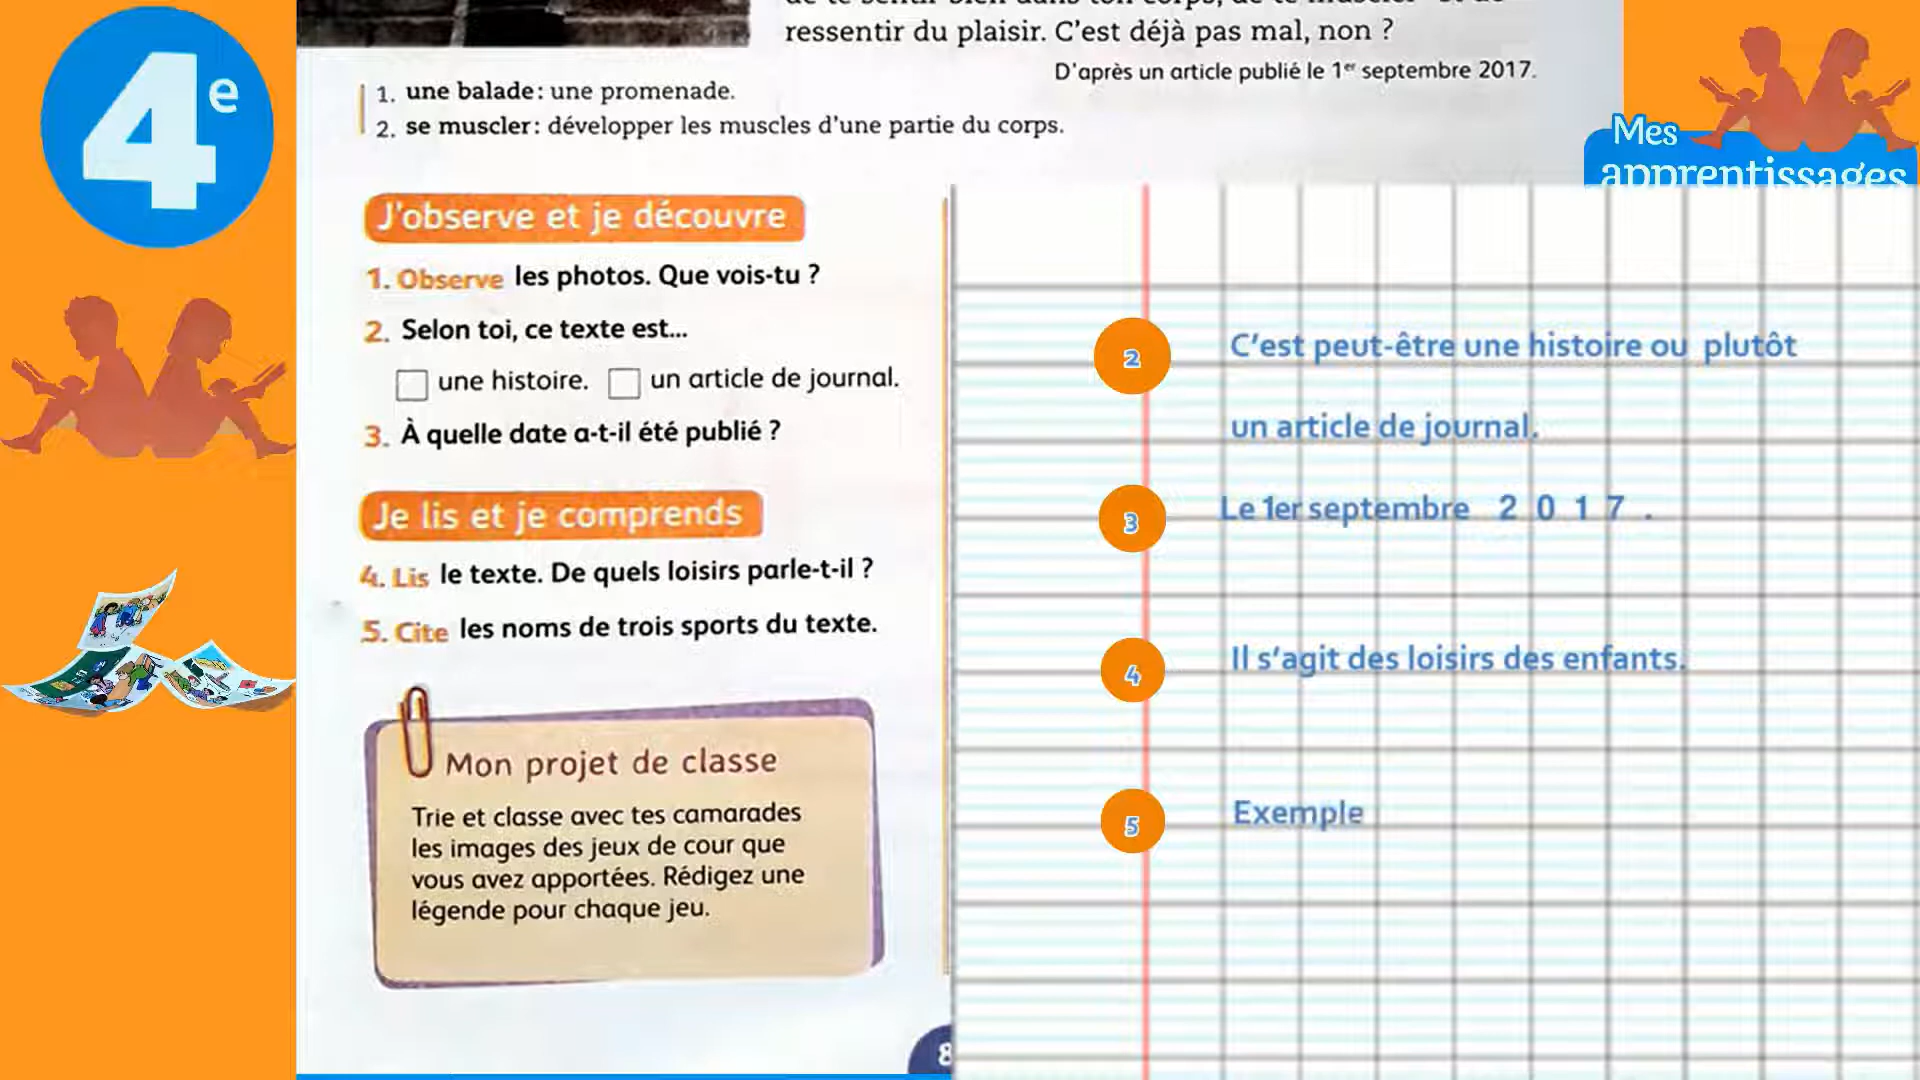 4e
ressentir du plaisir. C'est déjà pas mal, non ?
D'après un article publié le 1er septembre 2017.
1. une balade : une promenade.
2. se muscler : développer les muscles d'une partie du corps.
Mes
apprentissages
J'observe et je découvre
1. Observe les photos. Que vois-tu ?
2. Selon toi, ce texte est...
une histoire. un article de journal.
3. À quelle date a-t-il été publié ?
Je lis et je comprends
4. Lis le texte. De quels loisirs parle-t-il ?
5. Cite les noms de trois sports du texte.
Mon projet de classe
Trie et classe avec tes camarades
les images des jeux de cour que
vous avez apportées. Rédigez une
légende pour chaque jeu.
8
2 C'est peut-être une histoire ou plutôt
un article de journal.
3 Le 1er septembre 2017.
4 Il s'agit des loisirs des enfants.
5 Exemple